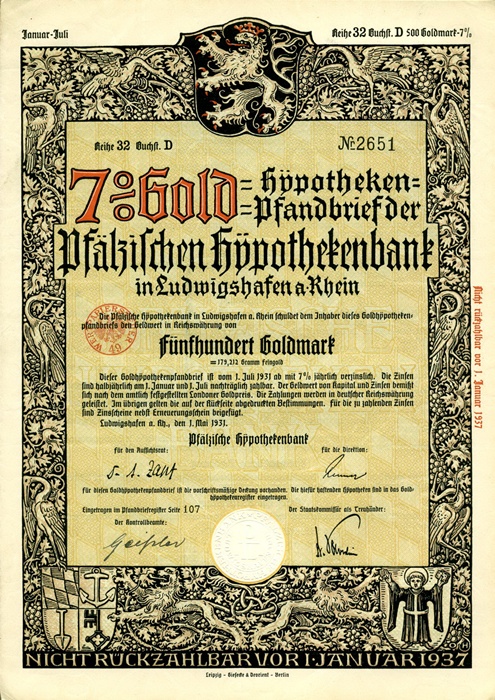 Januar-Juli
Reihe 32 Buchst. D 500 Goldmark-7%
Reihe 32 Buchst. D
№ 2651
7% Gold=Hypotheken=
=Pfandbrief der
Pfälzischen Hypothekenbank
in Ludwigshafen a. Rhein
Die Pfälzische Hypothekenbank in Ludwigshafen a. Rhein schuldet dem Inhaber dieses Goldhypotheken-
pfandbriefs den Geldwert in Reichswährung von
Fünfhundert Goldmark
= 179,212 Gramm Feingold
Dieser Goldhypothekenpfandbrief ist vom 1. Juli 1931 ab mit 7% jährlich verzinslich. Die Zinsen
sind halbjährlich am 1. Januar und 1. Juli nachträglich zahlbar. Der Geldwert von Kapital und Zinsen bemißt
sich nach dem amtlich festgestellten Londoner Goldpreis. Die Zahlungen werden in deutscher Reichswährung
geleistet. Im übrigen gelten die auf der Rückseite abgedruckten Bestimmungen. Für die zu zahlenden Zinsen
sind Zinsscheine nebst Erneuerungsschein beigefügt.
Ludwigshafen a. Rh., den 1. Mai 1931.
Pfälzische Hypothekenbank
für den Aufsichtsrat:
für die Direktion:
Für diesen Goldhypothekenpfandbrief ist die vorschriftsmäßige Deckung vorhanden. Die hiefür haftenden Hypotheken sind in das Gold-
hypothekenregister eingetragen.
Eingetragen im Pfandbriefregister Seite 107
Der Staatskommissär als Treuhänder:
der Kontrollbeamte:
Geißler
Nicht rückzahlbar vor 1. Januar 1937
NICHT RÜCKZAHLBAR VOR 1. JANUAR 1937
Leipzig - Giesecke & Devrient - Berlin